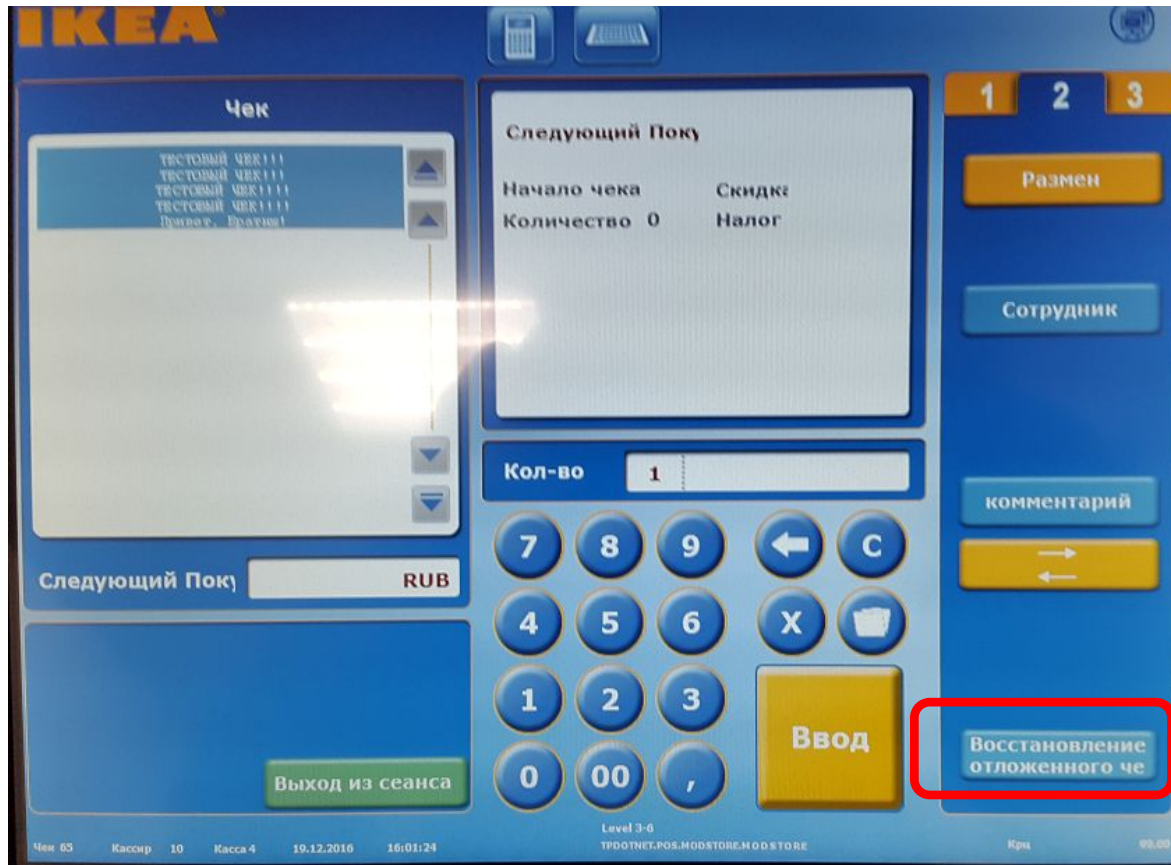 IKEA
Чек
ТЕСТОВЫЙ ЧЕК!!!
ТЕСТОВЫЙ ЧЕК!!!
ТЕСТОВЫЙ ЧЕК!!!!
ТЕСТОВЫЙ ЧЕК!!!!
Привет, Братиш!
Следующий Поку
RUB
Выход из сеанса
Следующий Поку
Начало чека
Скидка
Количество 0
Налог
Кол-во
1
7 8 9 C
4 5 6 X
1 2 3
Ввод
0 00 ,
1 2 3
Размен
Сотрудник
комментарий
Восстановление
отложенного че
Чек 65 Кассир 10 Касса 4 19.12.2016 16:01:24
Level 3-6
TPDOTNET.POS.MODSTORE.MODSTORE